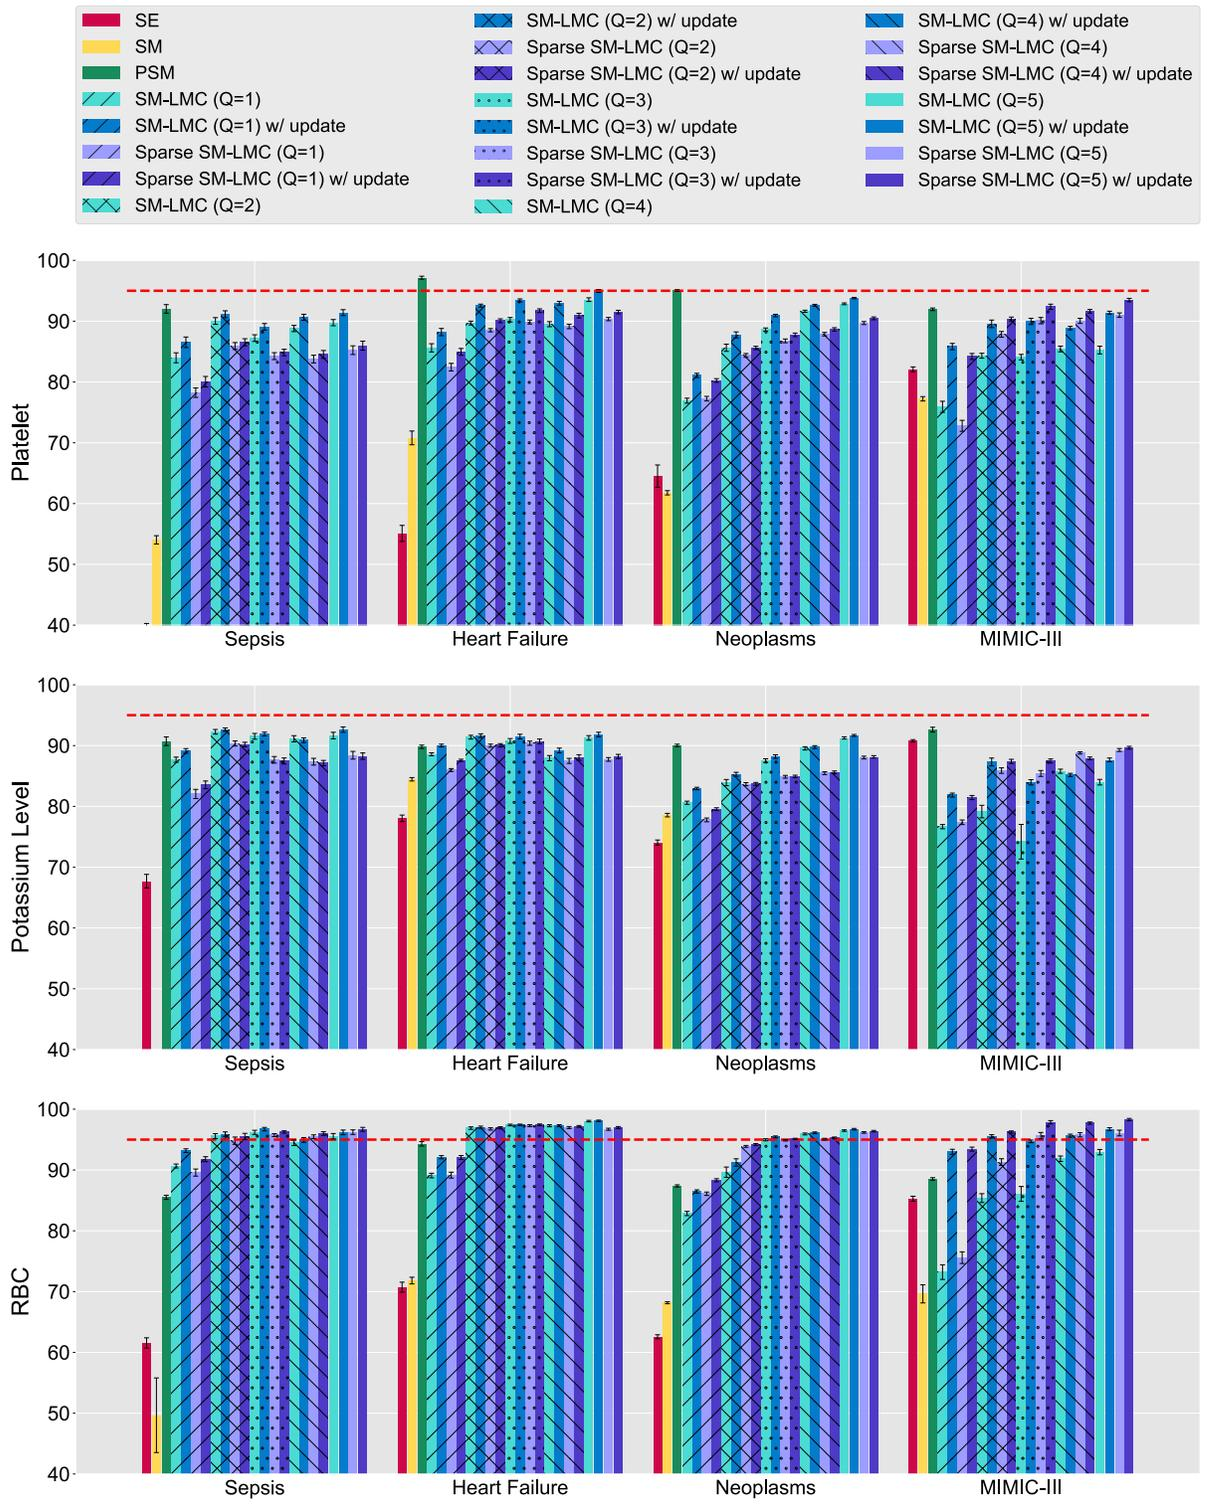 SE
SM
PSM
SM-LMC (Q=1)
SM-LMC (Q=1) w/ update
Sparse SM-LMC (Q=1)
Sparse SM-LMC (Q=1) w/ update
SM-LMC (Q=2)
SM-LMC (Q=2) w/ update
Sparse SM-LMC (Q=2)
Sparse SM-LMC (Q=2) w/ update
SM-LMC (Q=3)
SM-LMC (Q=3) w/ update
Sparse SM-LMC (Q=3)
Sparse SM-LMC (Q=3) w/ update
SM-LMC (Q=4)
SM-LMC (Q=4) w/ update
Sparse SM-LMC (Q=4)
Sparse SM-LMC (Q=4) w/ update
SM-LMC (Q=5)
SM-LMC (Q=5) w/ update
Sparse SM-LMC (Q=5)
Sparse SM-LMC (Q=5) w/ update
Platelet
100
90
80
70
60
50
40
Sepsis Heart Failure Neoplasms MIMIC-III
Potassium Level
100
90
80
70
60
50
40
Sepsis Heart Failure Neoplasms MIMIC-III
RBC
100
90
80
70
60
50
40
Sepsis Heart Failure Neoplasms MIMIC-III